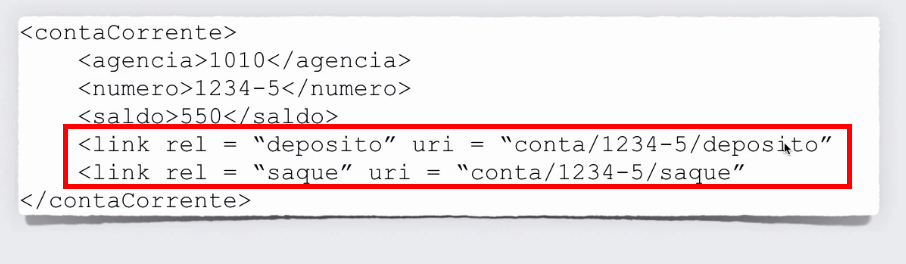 <contaCorrente>
<agencia>1010</agencia>
<numero>1234-5</numero>
<saldo>550</saldo>
<link rel = “deposito” uri = “conta/1234-5/deposito”
<link rel = “saque” uri = “conta/1234-5/saque”
</contaCorrente>